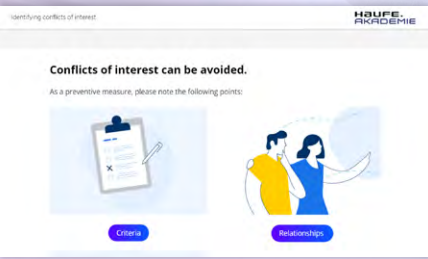 Identifying conflicts of interest
HAUFE.
AKADEMIE
Conflicts of interest can be avoided.
As a preventive measure, please note the following points:
Criteria
Relationships